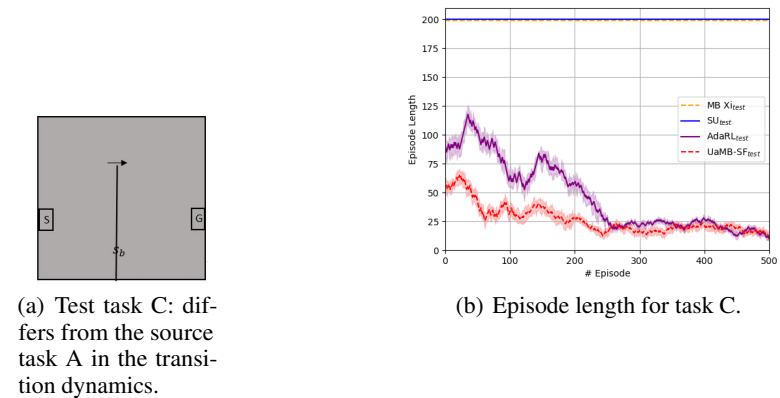 S
G
s_b
(a) Test task C: dif-
fers from the source
task A in the transi-
tion dynamics.
200
175
150
125
100
75
50
25
0
Episode Length
MB Xi_test
SU_test
AdaRL_test
UaMB-SF_test
0 100 200 300 400 500
# Episode
(b) Episode length for task C.